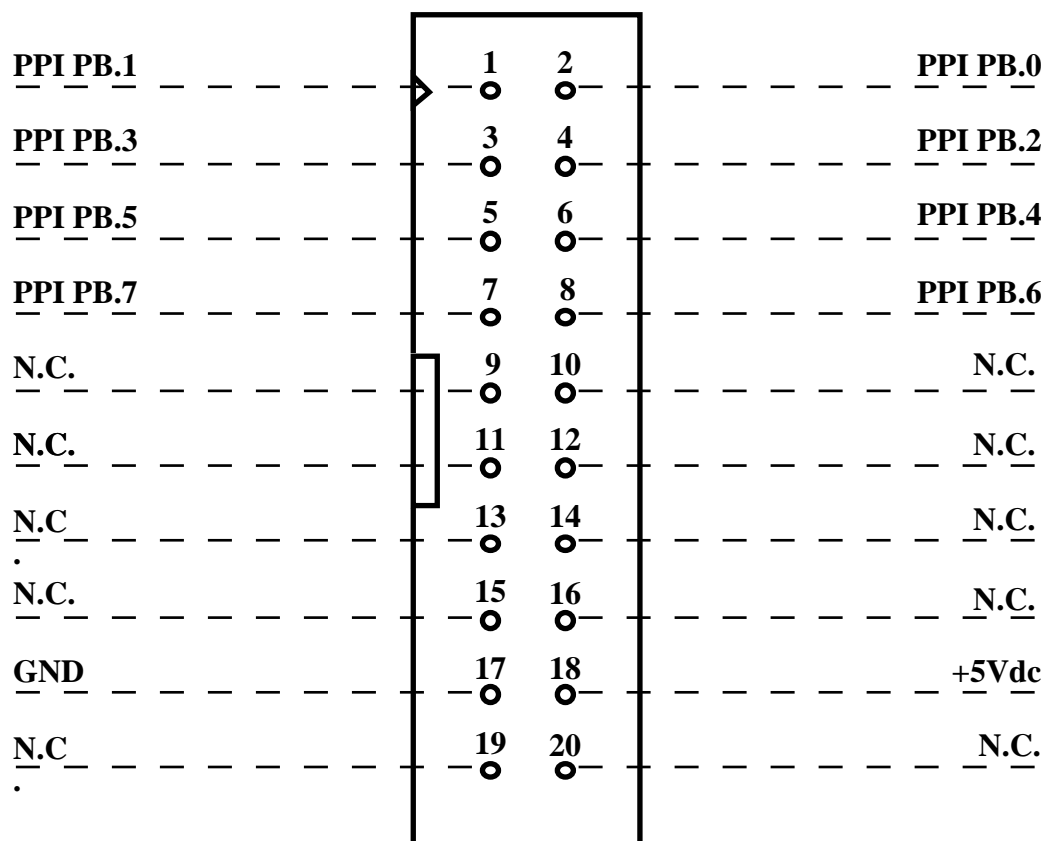 PPI PB.1 1 2 PPI PB.0
PPI PB.3 3 4 PPI PB.2
PPI PB.5 5 6 PPI PB.4
PPI PB.7 7 8 PPI PB.6
N.C. 9 10 N.C.
N.C. 11 12 N.C.
N.C 13 14 N.C.
.
N.C. 15 16 N.C.
GND 17 18 +5Vdc
N.C 19 20 N.C.
.